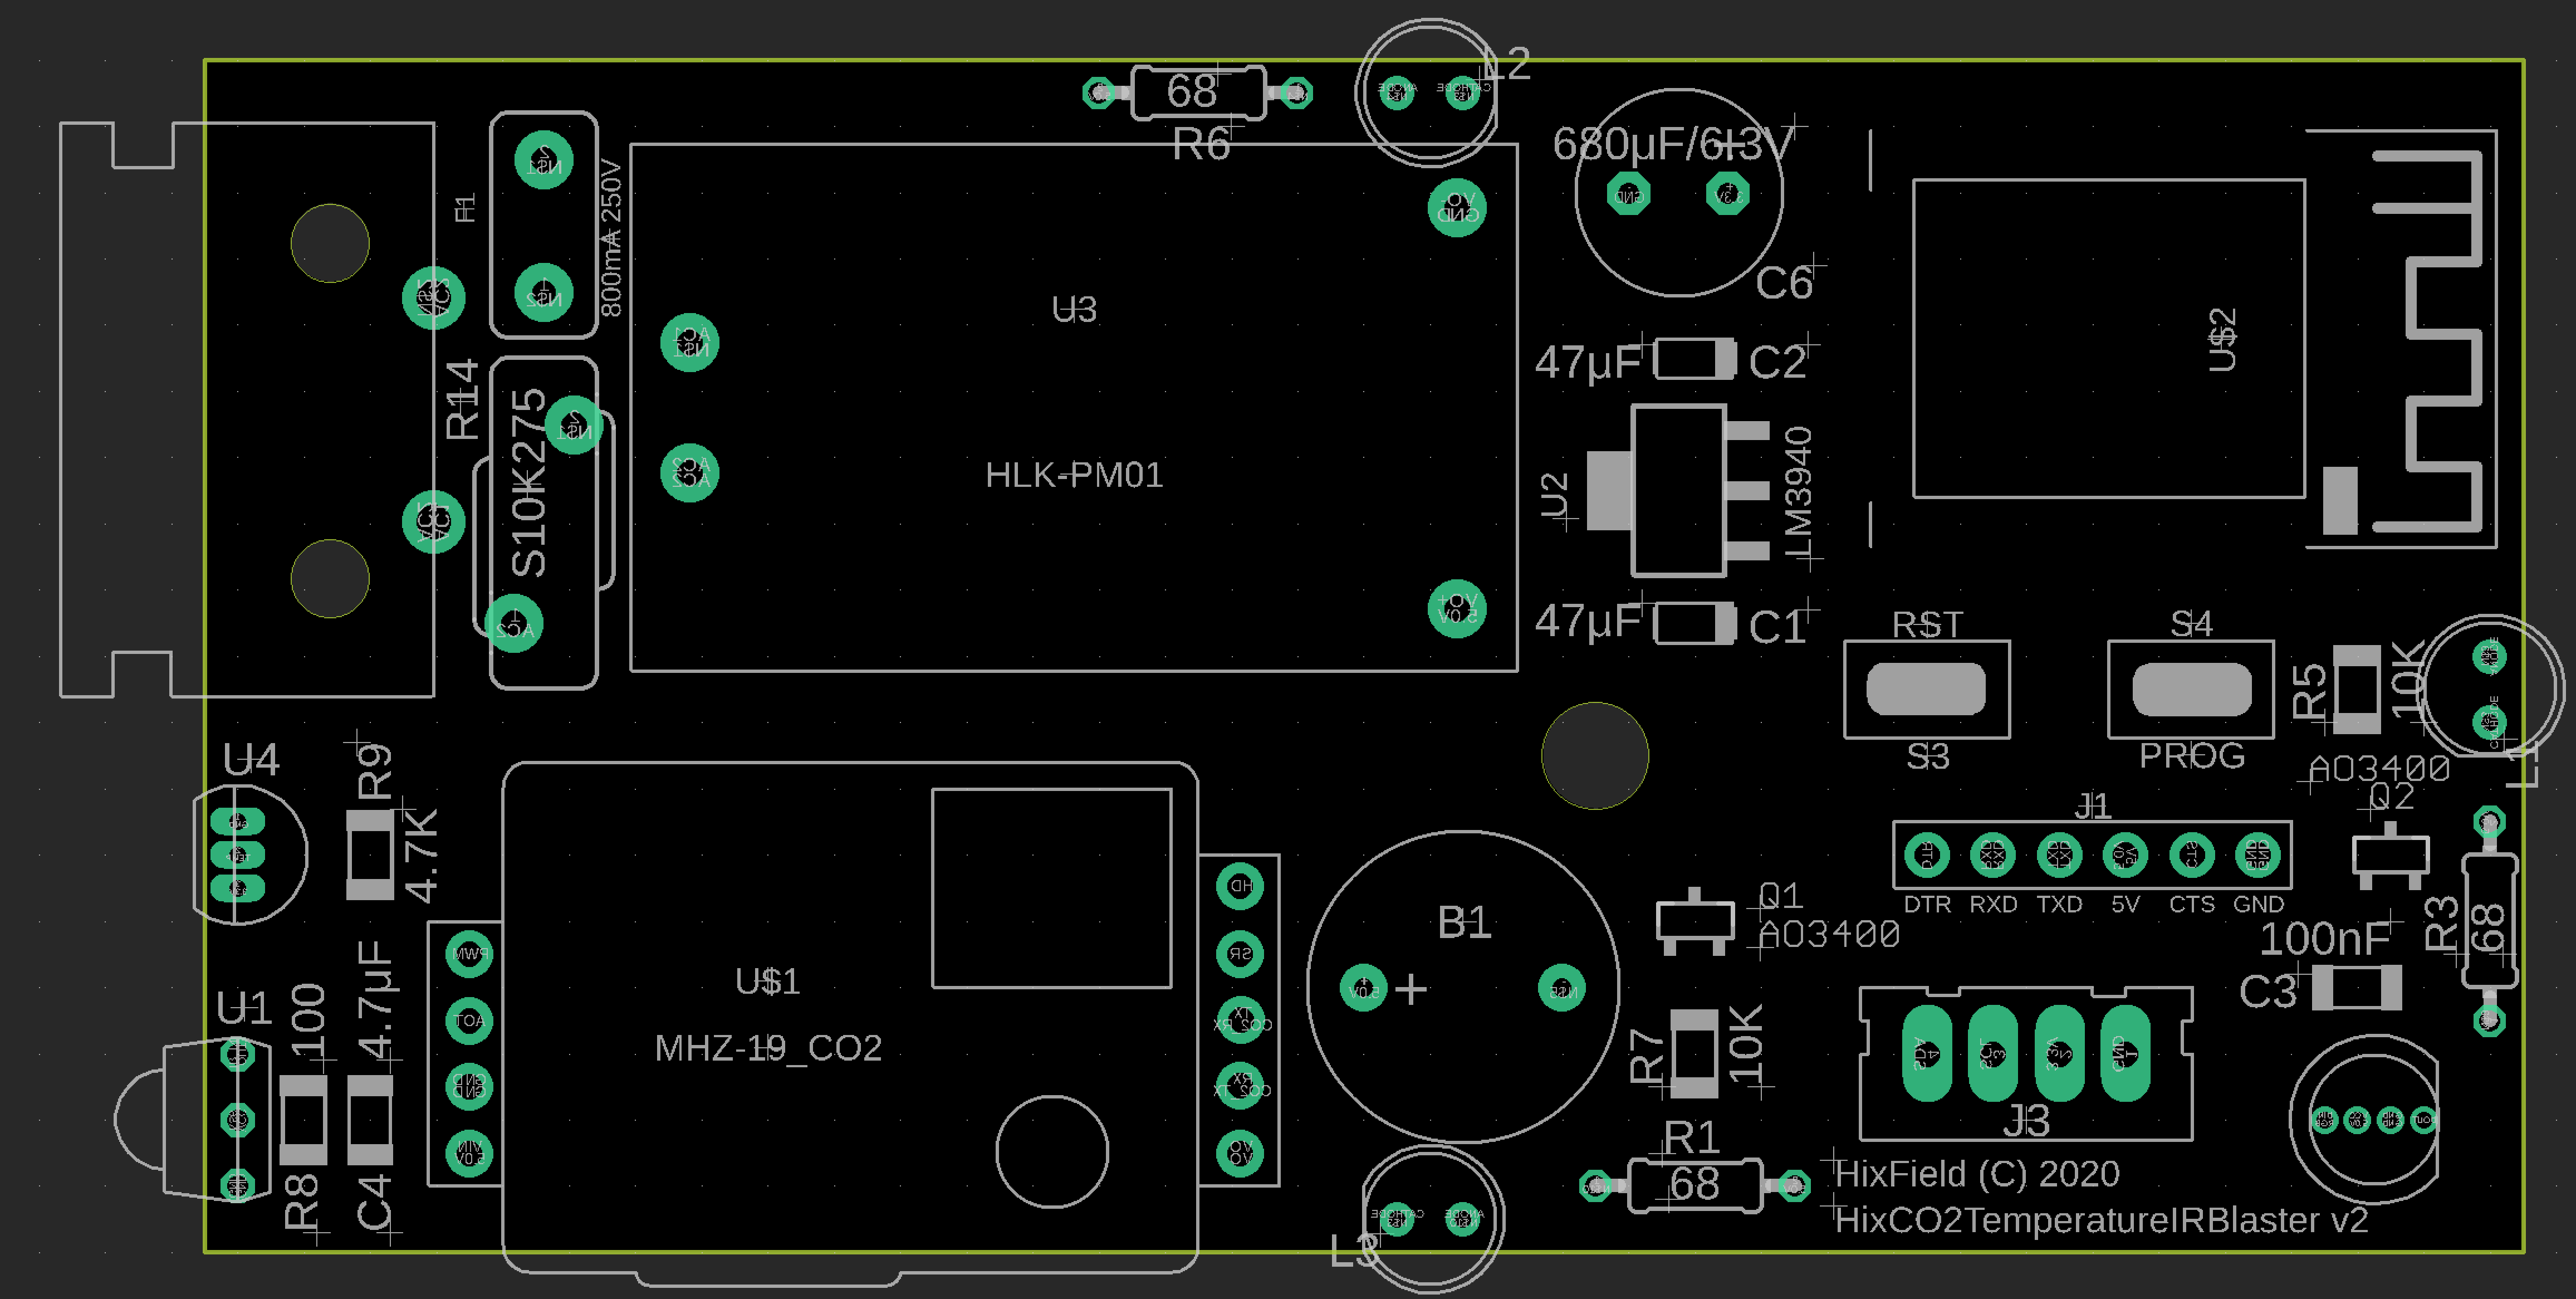 L2
68
R6
680µF/6.3V
F1
800mA 250V
U3
C6
47µF
C2
U$2
R14
S10K275
HLK-PM01
U2
LM3940
47µF
C1
RST
S4
S3
PROG
R5
10K
L1
AO3400
Q2
U4
R9
4.7K
J1
DTR RXD TXD 5V CTS GND
B1
+
Q1
AO3400
R3
68
100nF
C3
U1
100
4.7µF
U$1
MHZ-19_CO2
R7
10K
J3
R1
68
R8
C4
L3
HixField (C) 2020
HixCO2TemperatureIRBlaster v2